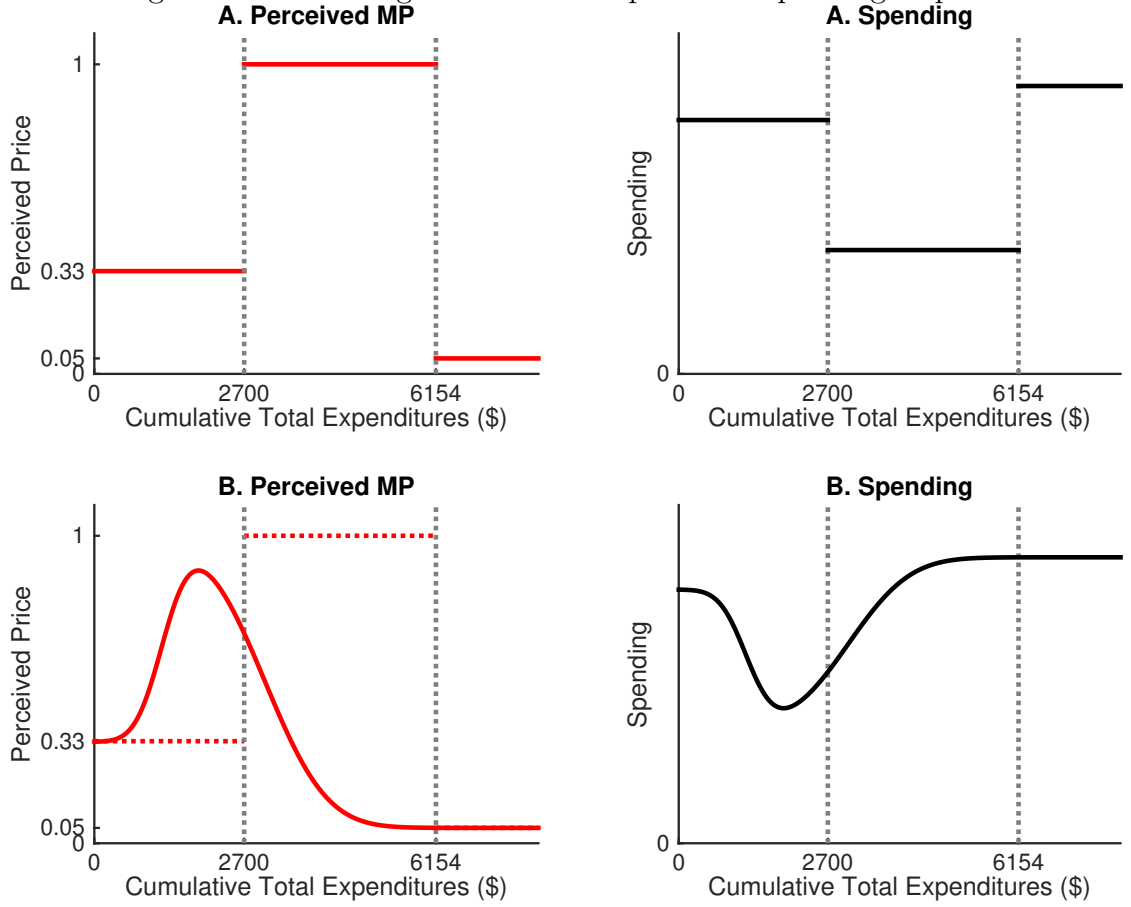 A. Perceived MP
1
0.33
0.05
0
0
2700
6154
Perceived Price
Cumulative Total Expenditures ($)
A. Spending
0
0
2700
6154
Spending
Cumulative Total Expenditures ($)
B. Perceived MP
1
0.33
0.05
0
0
2700
6154
Perceived Price
Cumulative Total Expenditures ($)
B. Spending
0
0
2700
6154
Spending
Cumulative Total Expenditures ($)